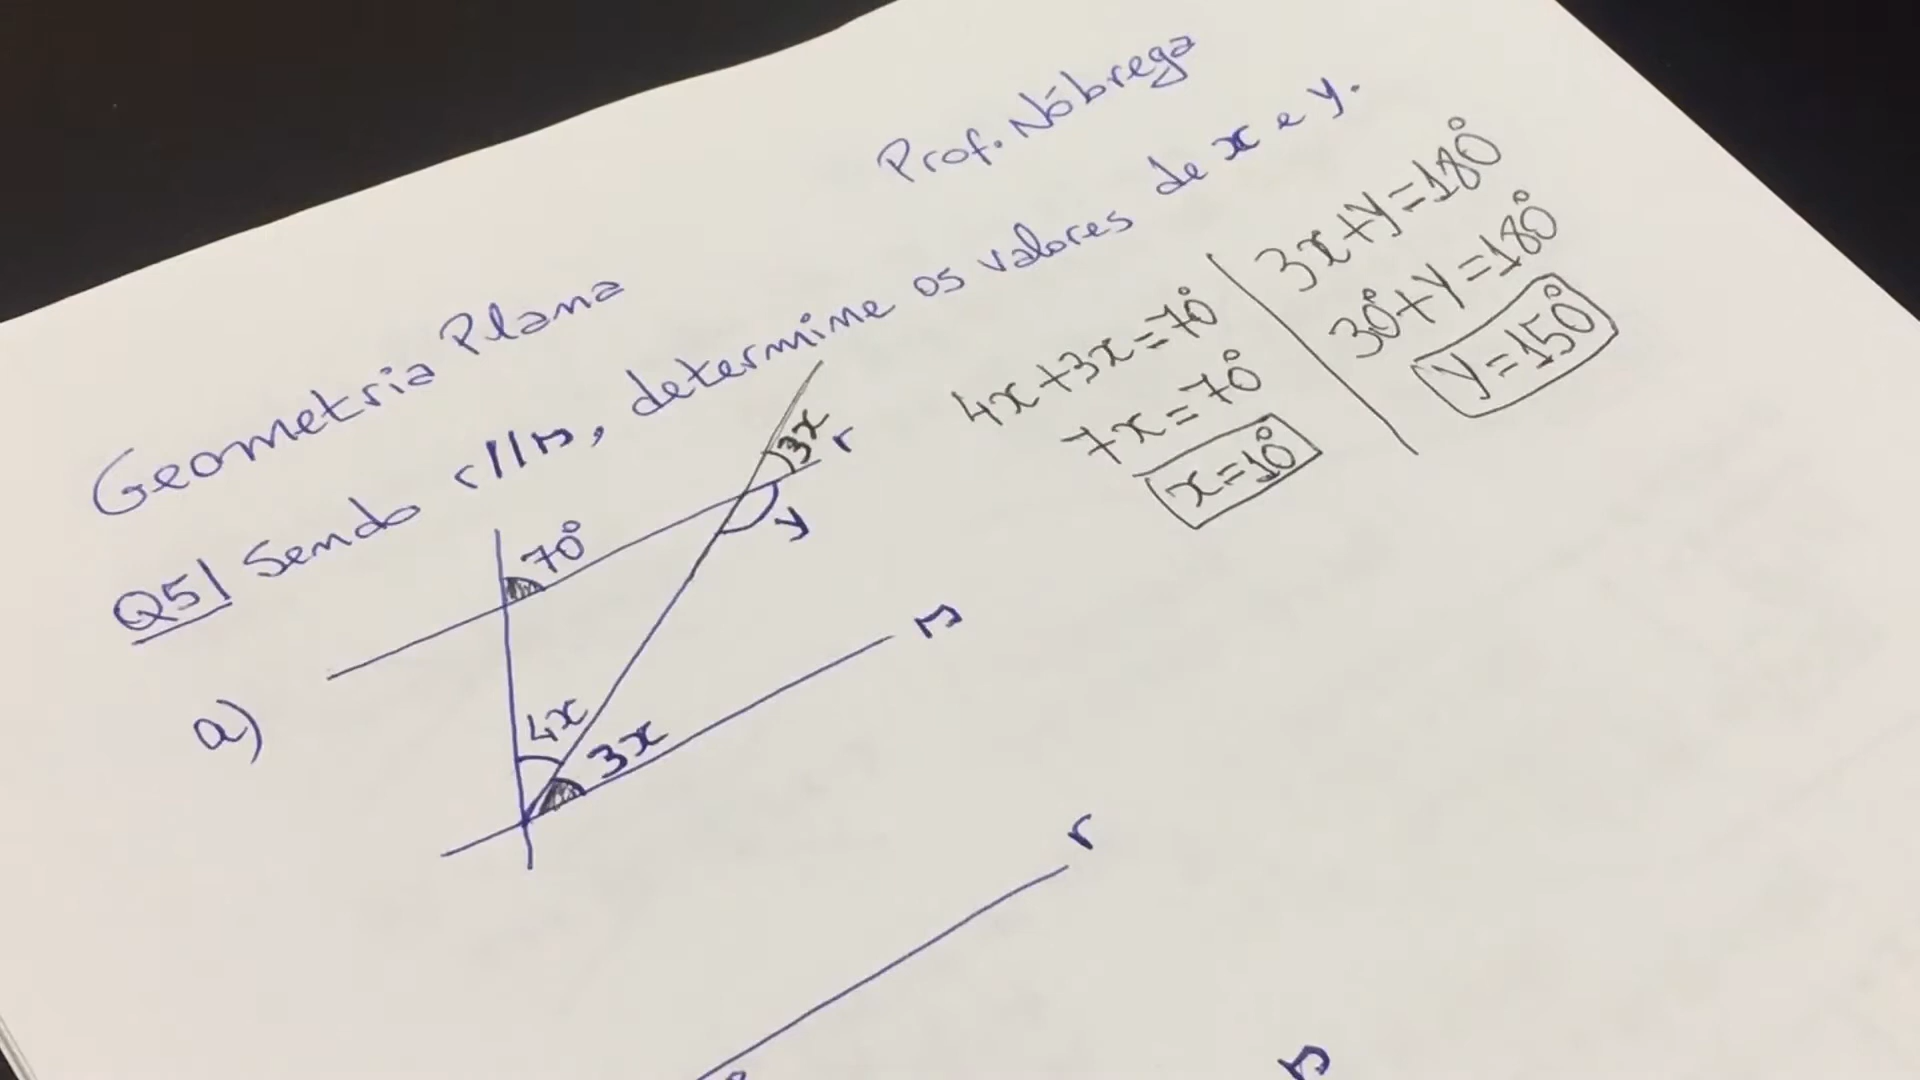 Prof. Nóbrega
Geometria Plana
Q5| Sendo r//s, determine os valores de x e y.
a)
70°
3x
r
y
4x
3x
s
4x+3x=70°
7x=70°
x=10°
3x+y=180°
30°+y=180°
y=150°
r
s